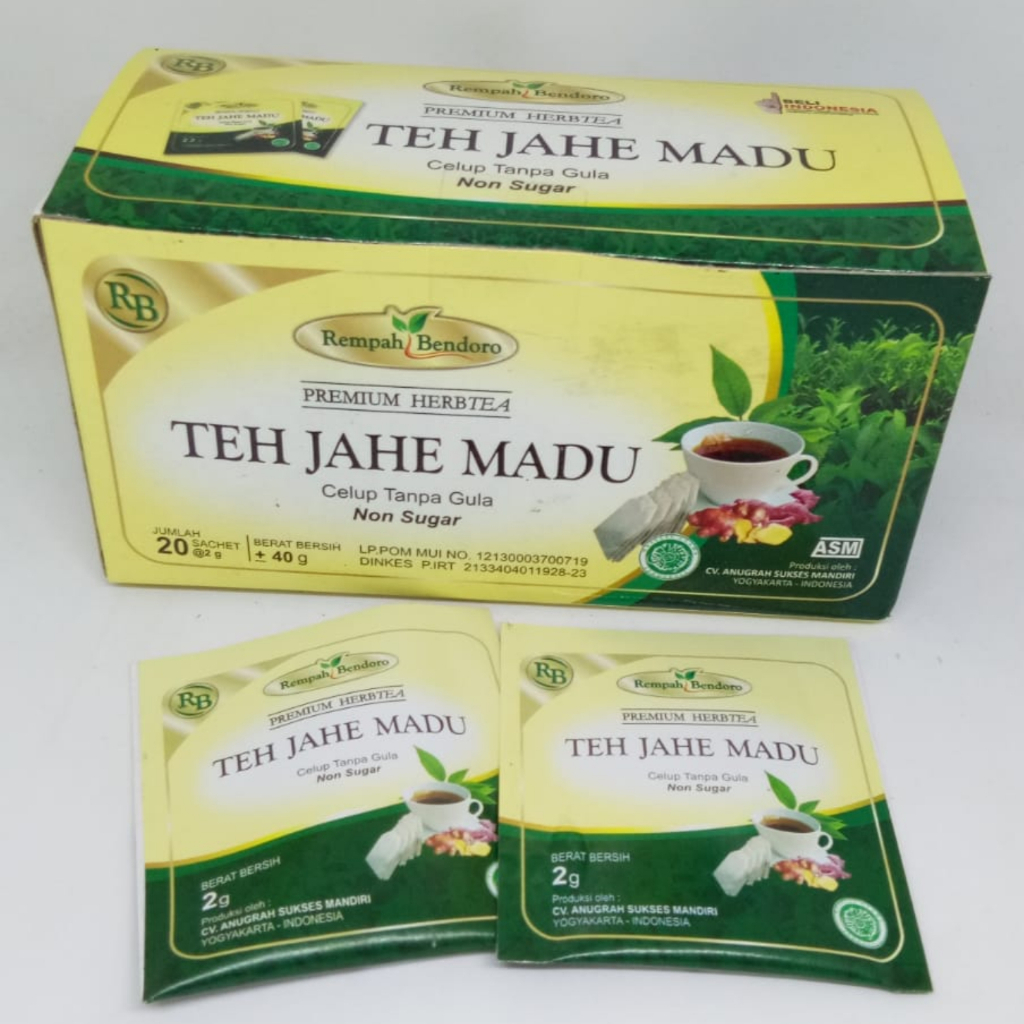 RB
TEH JAHE MADU
Rempah Bendoro
PREMIUM HERBTEA
TEH JAHE MADU
Celup Tanpa Gula
Non Sugar
BELI
INDONESIA
RB
Rempah Bendoro
PREMIUM HERBTEA
TEH JAHE MADU
Celup Tanpa Gula
Non Sugar
JUMLAH
20 SACHET
@2 g
BERAT BERSIH
± 40 g
LP.POM MUI NO. 12130003700719
DINKES P.IRT 2133404011928-23
ASM
Produksi oleh :
CV. ANUGRAH SUKSES MANDIRI
YOGYAKARTA - INDONESIA
RB
Rempah Bendoro
PREMIUM HERBTEA
TEH JAHE MADU
Celup Tanpa Gula
Non Sugar
BERAT BERSIH
2g
Produksi oleh :
CV. ANUGRAH SUKSES MANDIRI
YOGYAKARTA - INDONESIA
RB
Rempah Bendoro
PREMIUM HERBTEA
TEH JAHE MADU
Celup Tanpa Gula
Non Sugar
BERAT BERSIH
2g
Produksi oleh :
CV. ANUGRAH SUKSES MANDIRI
YOGYAKARTA - INDONESIA